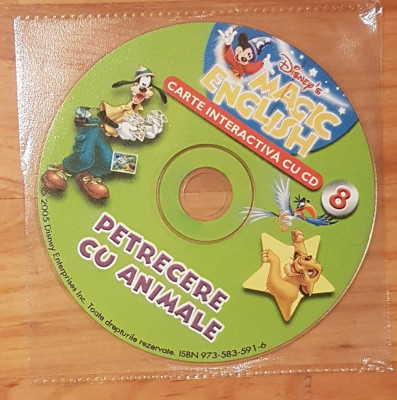 Disney's
MAGIC
ENGLISH
CARTE INTERACTIVA CU CD
8
PETRECERE
CU ANIMALE
© 2005 Disney Enterprises Inc. Toate drepturile rezervate. ISBN 973-583-591-6